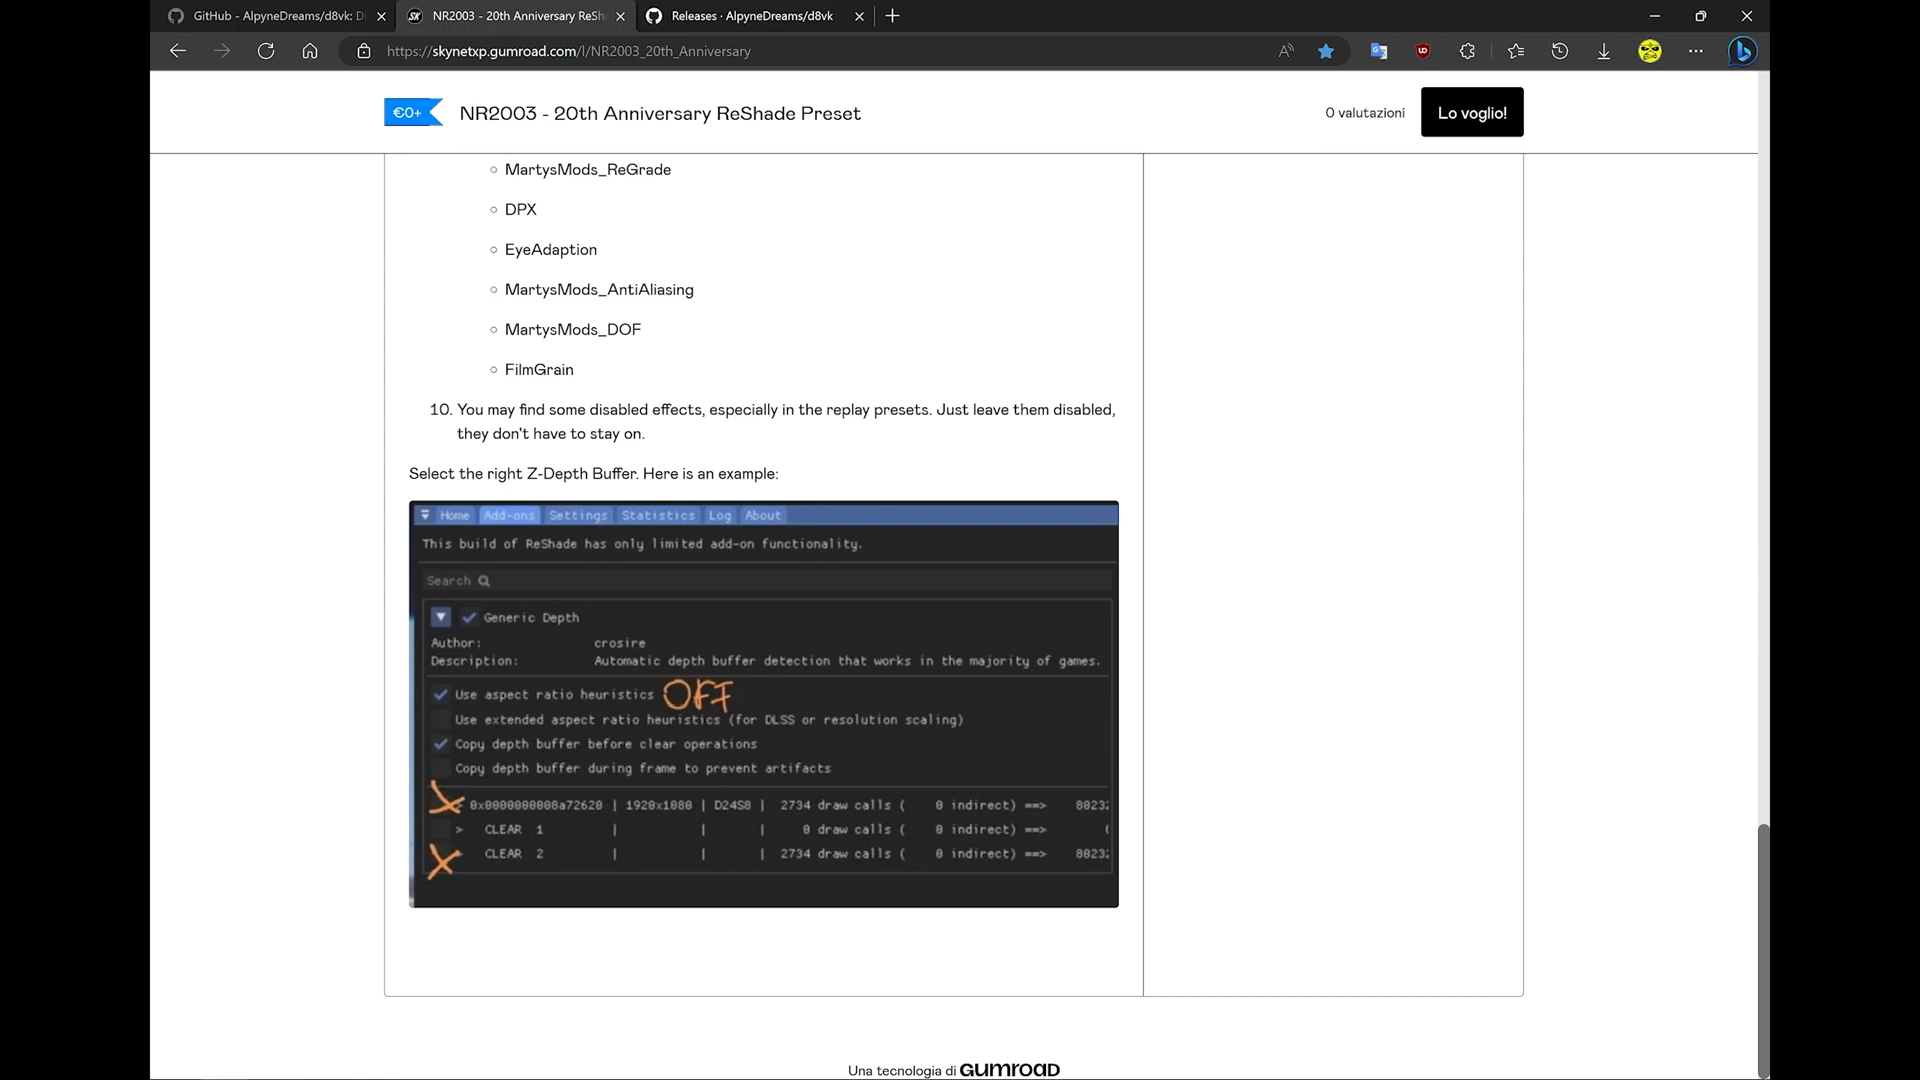 GitHub - AlpyneDreams/d8vk: Di
NR2003 - 20th Anniversary ReSha
Releases · AlpyneDreams/d8vk
https://skynetxp.gumroad.com/l/NR2003_20th_Anniversary
€0+
NR2003 - 20th Anniversary ReShade Preset
0 valutazioni
Lo voglio!
MartysMods_ReGrade
DPX
EyeAdaption
MartysMods_AntiAliasing
MartysMods_DOF
FilmGrain
10. You may find some disabled effects, especially in the replay presets. Just leave them disabled,
they don't have to stay on.
Select the right Z-Depth Buffer. Here is an example:
Home Add-ons Settings Statistics Log About
This build of ReShade has only limited add-on functionality.
Search
Generic Depth
Author: crosire
Description: Automatic depth buffer detection that works in the majority of games.
Use aspect ratio heuristics OFF
Use extended aspect ratio heuristics (for DLSS or resolution scaling)
Copy depth buffer before clear operations
Copy depth buffer during frame to prevent artifacts
> 0x0000000008a72620 | 1920x1080 | D24S8 | 2734 draw calls ( 0 indirect) ==> 80232
> CLEAR 1 | | | 0 draw calls ( 0 indirect) ==> 0
> CLEAR 2 | | | 2734 draw calls ( 0 indirect) ==> 80232
Una tecnologia di GUMROAD